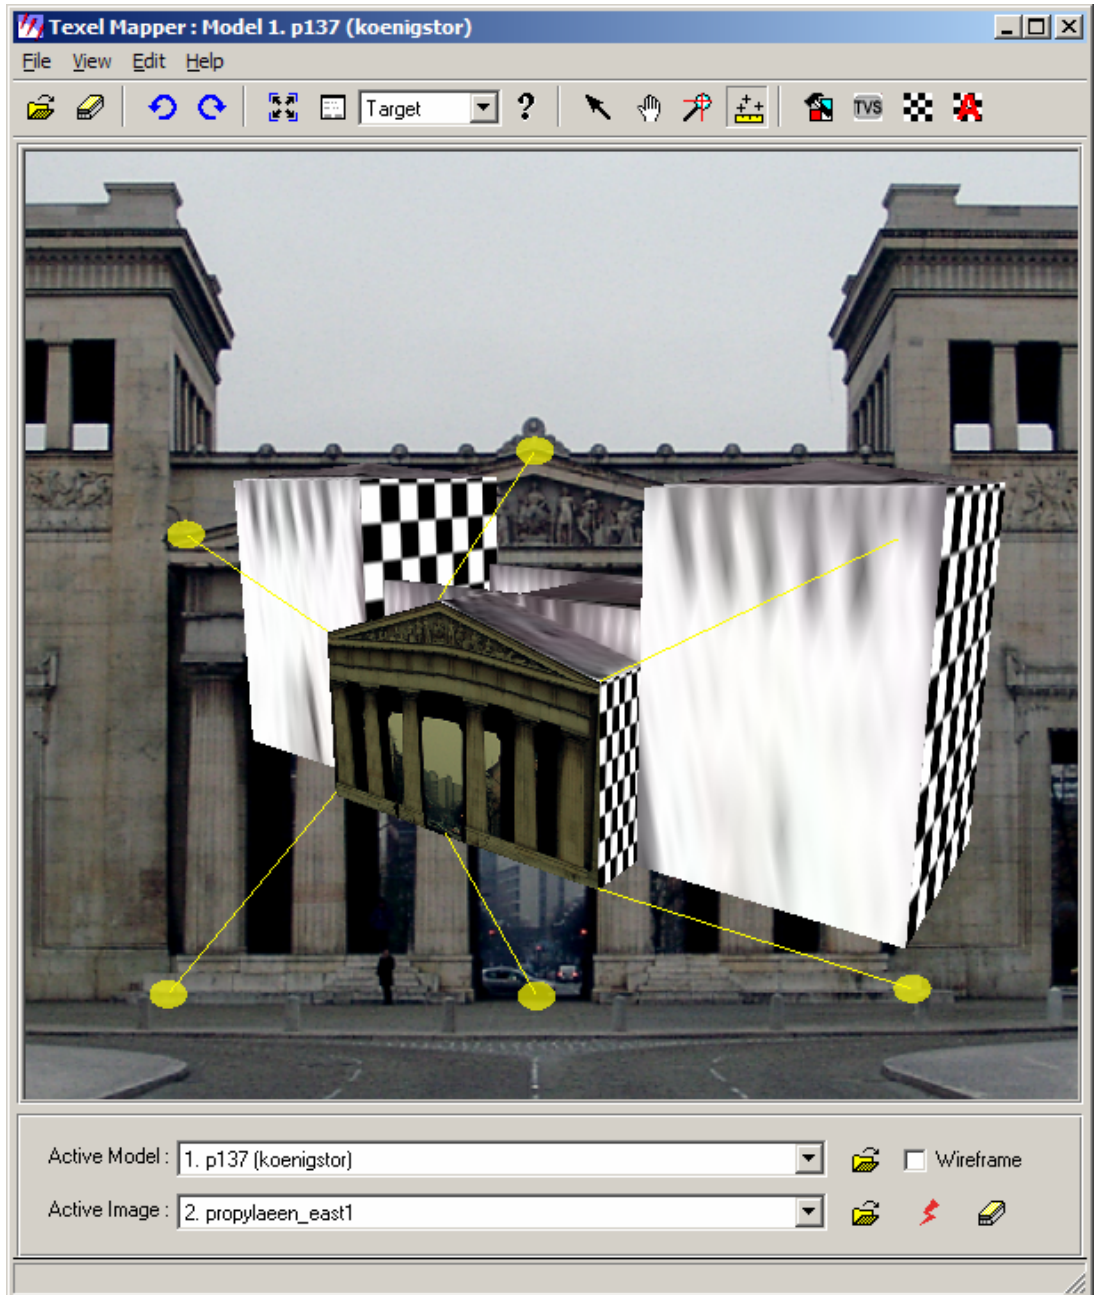 Texel Mapper : Model 1. p137 (koenigstor)
File View Edit Help
Target ? TVS A
Active Model : 1. p137 (koenigstor) Wireframe
Active Image : 2. propylaeen_east1